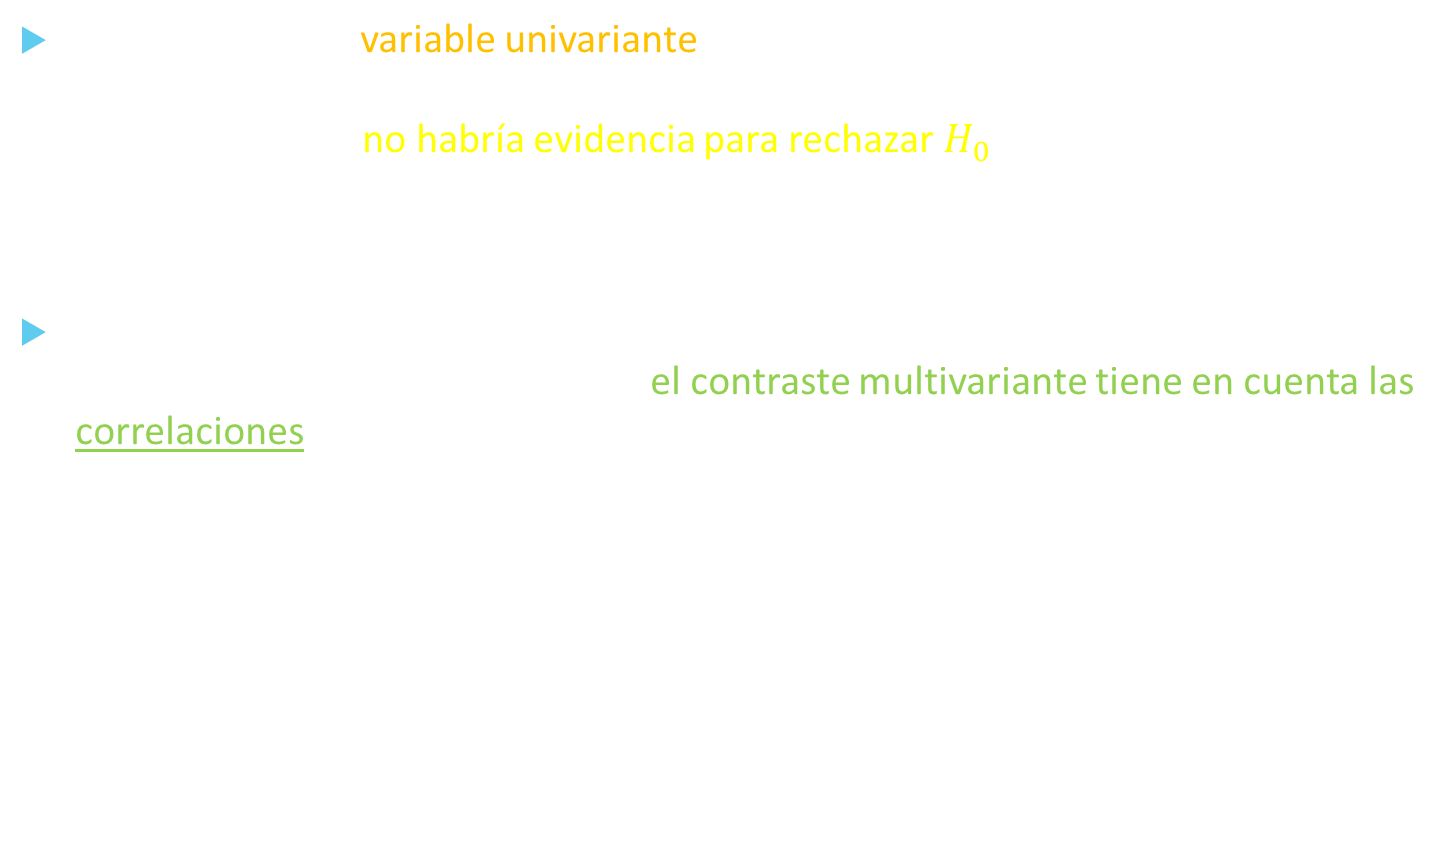 variable univariante
no habría evidencia para rechazar H₀
el contraste multivariante tiene en cuenta las
correlaciones